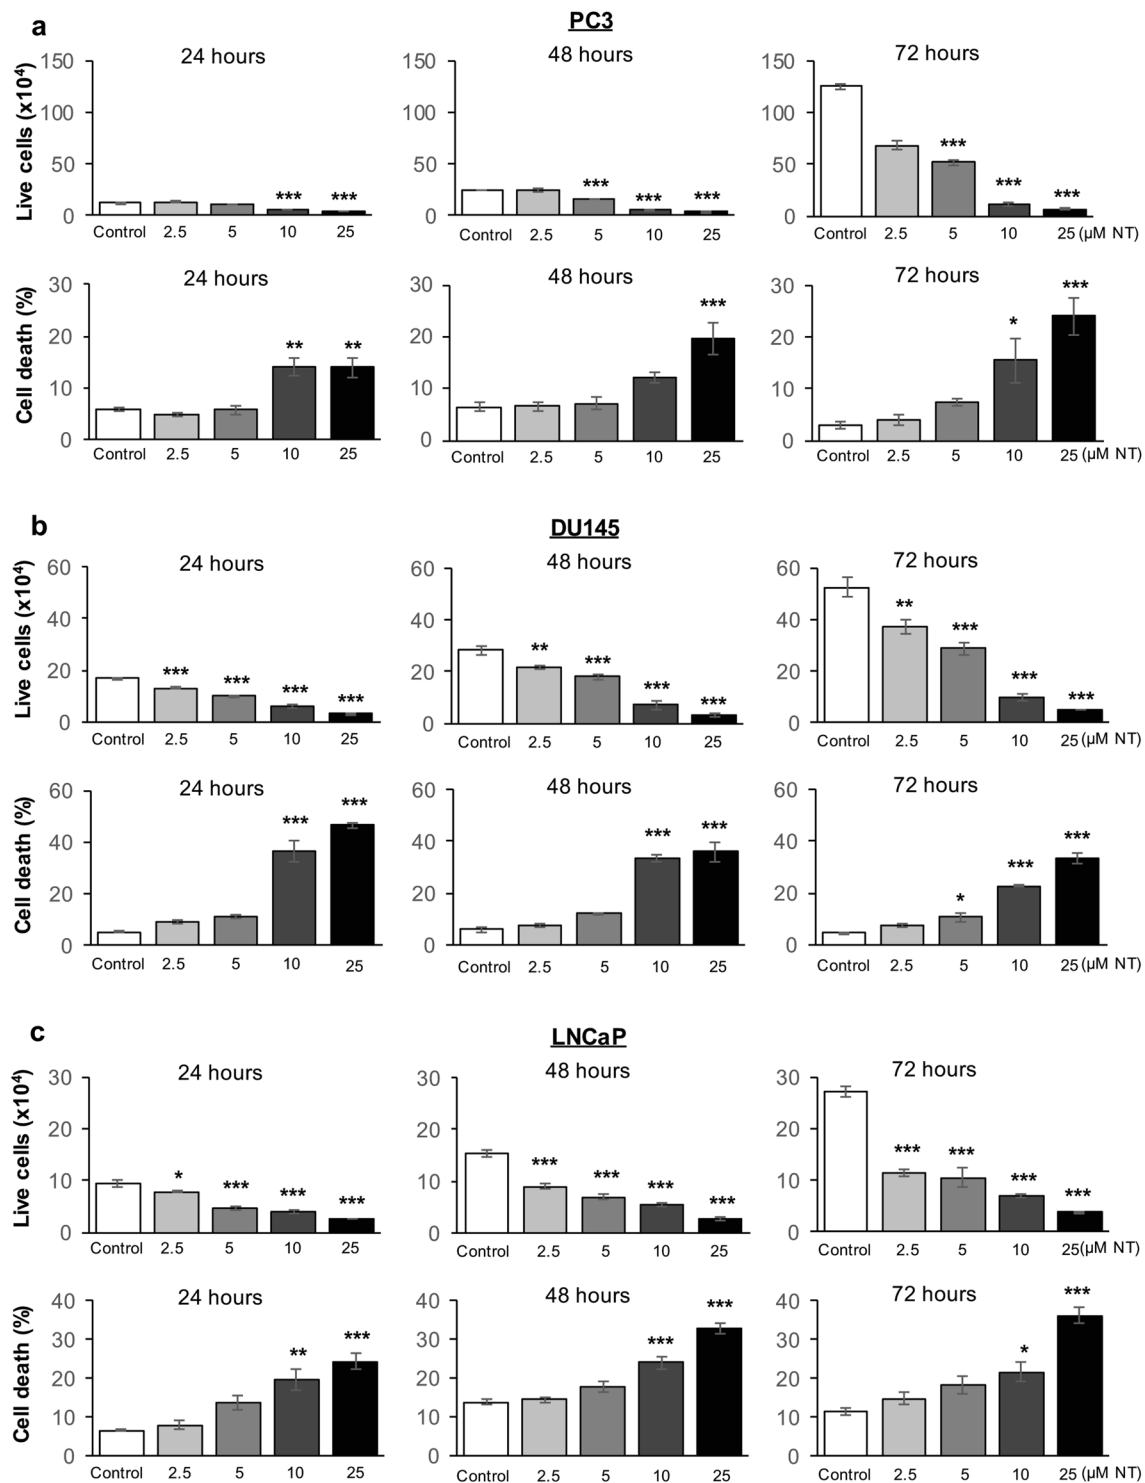 a
PC3
24 hours
48 hours
72 hours
Live cells (x10⁴)
150
100
50
0
150
100
50
0
150
100
50
0
*** ***
*** *** ***
*** *** ***
Control 2.5 5 10 25
Control 2.5 5 10 25
Control 2.5 5 10 25 (µM NT)
24 hours
48 hours
72 hours
Cell death (%)
30
20
10
0
30
20
10
0
30
20
10
0
** **
***
* ***
Control 2.5 5 10 25
Control 2.5 5 10 25
Control 2.5 5 10 25 (µM NT)
b
DU145
24 hours
48 hours
72 hours
Live cells (x10⁴)
60
40
20
0
60
40
20
0
60
40
20
0
*** *** *** ***
** *** *** ***
** *** *** ***
Control 2.5 5 10 25
Control 2.5 5 10 25
Control 2.5 5 10 25 (µM NT)
24 hours
48 hours
72 hours
Cell death (%)
60
40
20
0
60
40
20
0
60
40
20
0
*** ***
*** ***
* *** ***
Control 2.5 5 10 25
Control 2.5 5 10 25
Control 2.5 5 10 25 (µM NT)
c
LNCaP
24 hours
48 hours
72 hours
Live cells (x10⁴)
30
20
10
0
30
20
10
0
30
20
10
0
* *** *** ***
*** *** *** ***
*** *** *** ***
Control 2.5 5 10 25
Control 2.5 5 10 25
Control 2.5 5 10 25(µM NT)
24 hours
48 hours
72 hours
Cell death (%)
40
30
20
10
0
40
30
20
10
0
40
30
20
10
0
** ***
*** ***
* ***
Control 2.5 5 10 25
Control 2.5 5 10 25
Control 2.5 5 10 25 (µM NT)